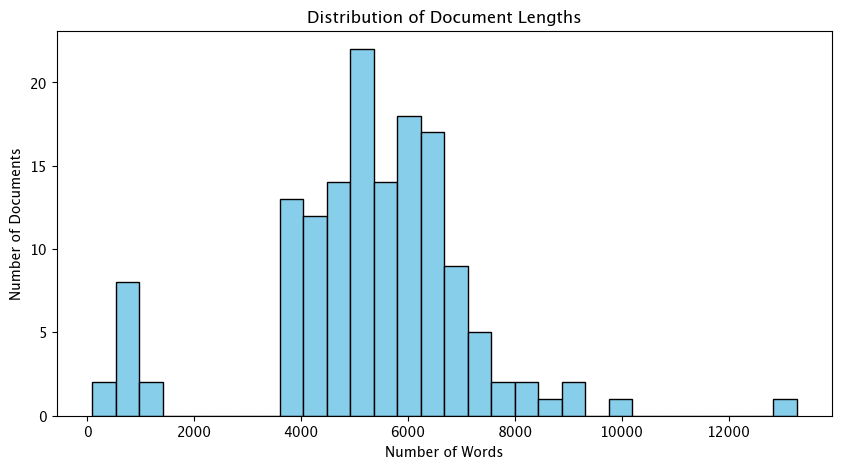 Distribution of Document Lengths
Number of Documents
20
15
10
5
0
0 2000 4000 6000 8000 10000 12000
Number of Words